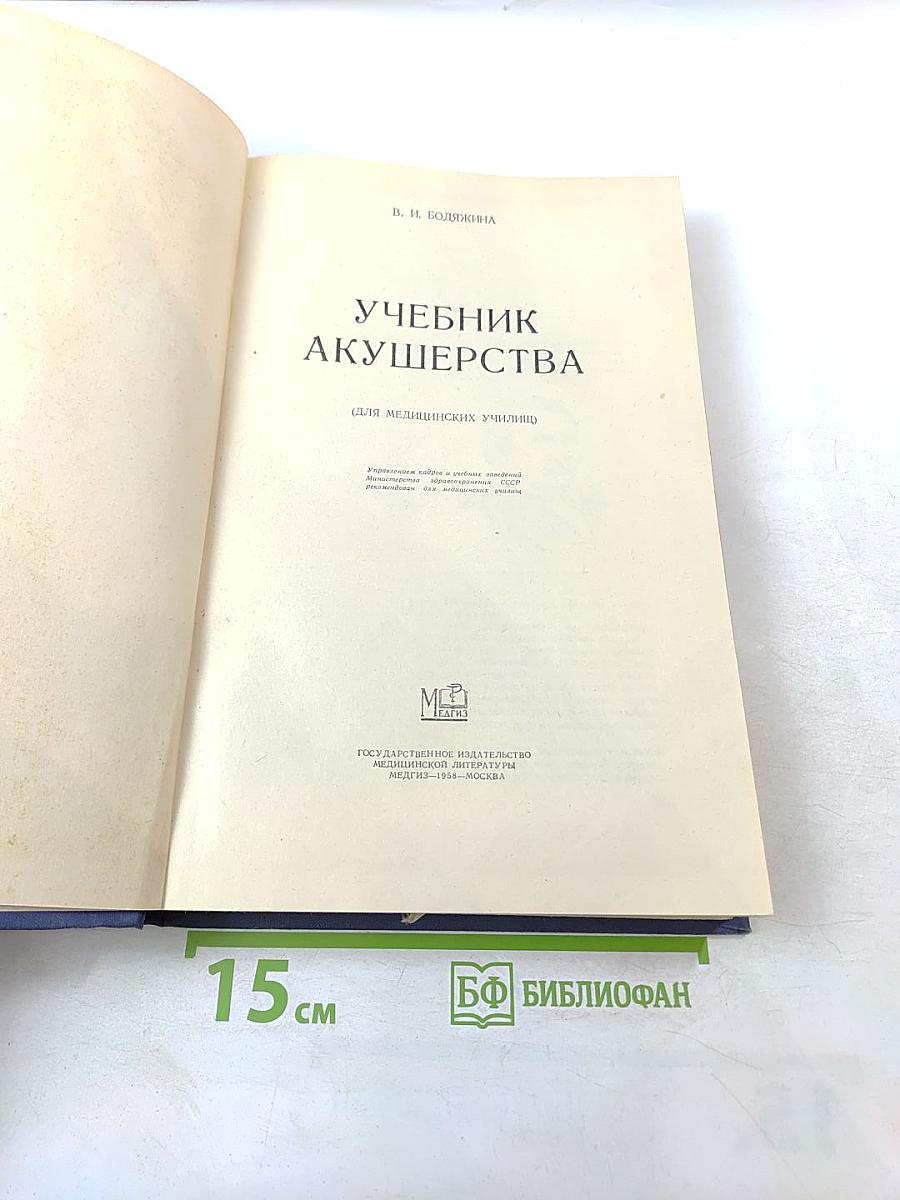 В. И. БОДЯЖИНА
УЧЕБНИК
АКУШЕРСТВА
(ДЛЯ МЕДИЦИНСКИХ УЧИЛИЩ)
Управлением кадров и учебных заведений
Министерства здравоохранения СССР
рекомендован для медицинских училищ
МЕДГИЗ
ГОСУДАРСТВЕННОЕ ИЗДАТЕЛЬСТВО
МЕДИЦИНСКОЙ ЛИТЕРАТУРЫ
МЕДГИЗ—1958—МОСКВА
15 см
БФ БИБЛИОФАН